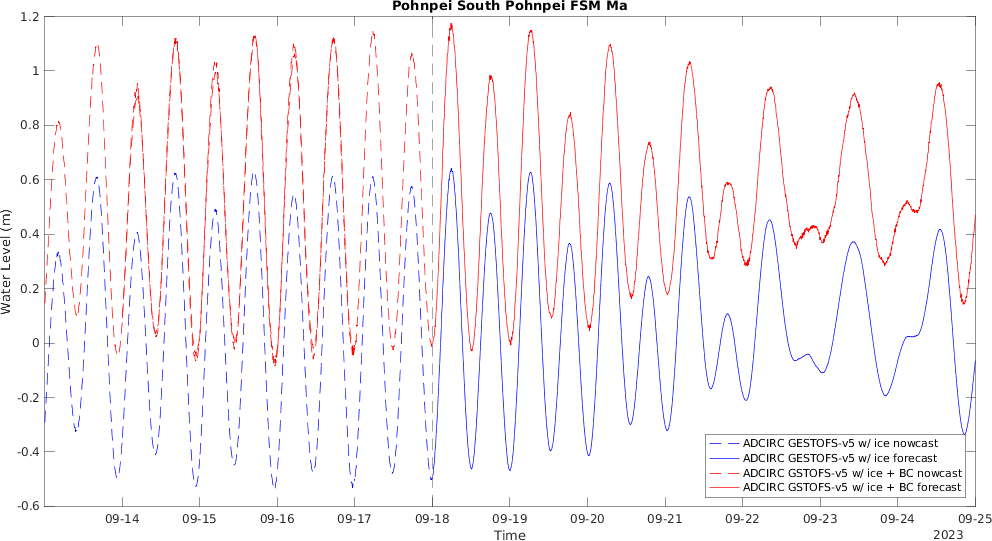 Pohnpei South Pohnpei FSM Ma
Water Level (m)
1.2
1
0.8
0.6
0.4
0.2
0
-0.2
-0.4
-0.6
ADCIRC GESTOFS-v5 w/ ice nowcast
ADCIRC GESTOFS-v5 w/ ice forecast
ADCIRC GSTOFS-v5 w/ ice + BC nowcast
ADCIRC GSTOFS-v5 w/ ice + BC forecast
09-14 09-15 09-16 09-17 09-18 09-19 09-20 09-21 09-22 09-23 09-24 09-25
Time
2023